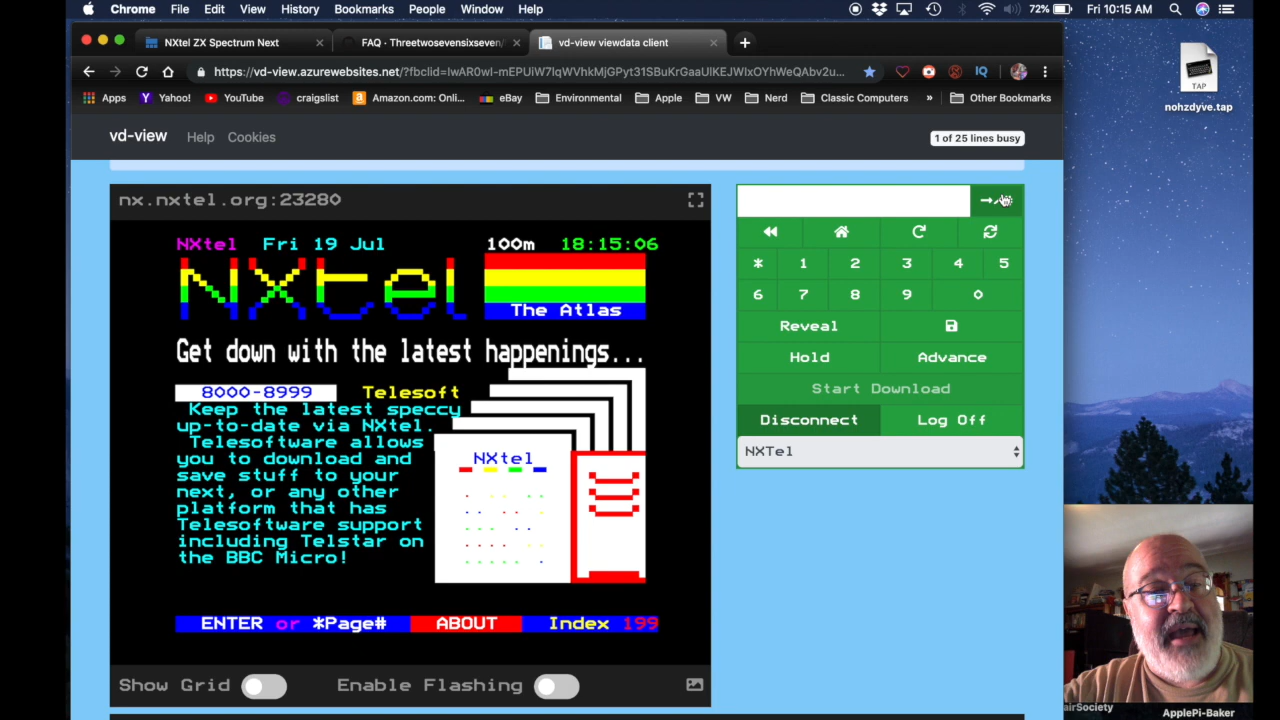 Chrome File Edit View History Bookmarks People Window Help 72% Fri 10:15 AM
NXtel ZX Spectrum Next FAQ · Threetwosevensixseven/ vd-view viewdata client
https://vd-view.azurewebsites.net/?fbclid=IwAR0wI-mEPUiW7IqWVhkMjGPyt31SBuKrGaaUlKEJWIxOYhWeQAbv2u...
IQ
Apps Yahoo! YouTube craigslist Amazon.com: Onli... eBay Environmental Apple VW Nerd Classic Computers » Other Bookmarks
TAP
nohzdyve.tap
vd-view Help Cookies 1 of 25 lines busy
nx.nxtel.org:23280
NXtel Fri 19 Jul 100m 18:15:06
NXtel
The Atlas
Get down with the latest happenings...
8000-8999 Telesoft
Keep the latest speccy
up-to-date via NXtel.
Telesoftware allows
you to download and
save stuff to your
next, or any other
platform that has
Telesoftware support
including Telstar on
the BBC Micro!
NXtel
ENTER or *Page# ABOUT Index 199
Show Grid Enable Flashing
* 1 2 3 4 5
6 7 8 9 0
Reveal
Hold Advance
Start Download
Disconnect Log Off
NXTel
airSociety
ApplePi-Baker